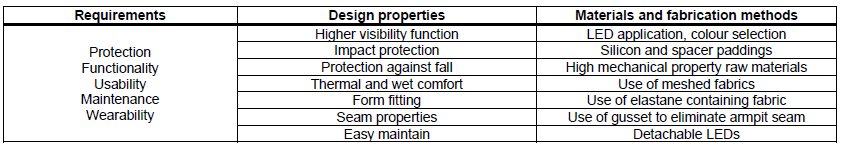 Requirements Design properties Materials and fabrication methods
Higher visibility function LED application, colour selection
Protection Impact protection Silicon and spacer paddings
Functionality Protection against fall High mechanical property raw materials
Usability Thermal and wet comfort Use of meshed fabrics
Maintenance Form fitting Use of elastane containing fabric
Wearability Seam properties Use of gusset to eliminate armpit seam
Easy maintain Detachable LEDs